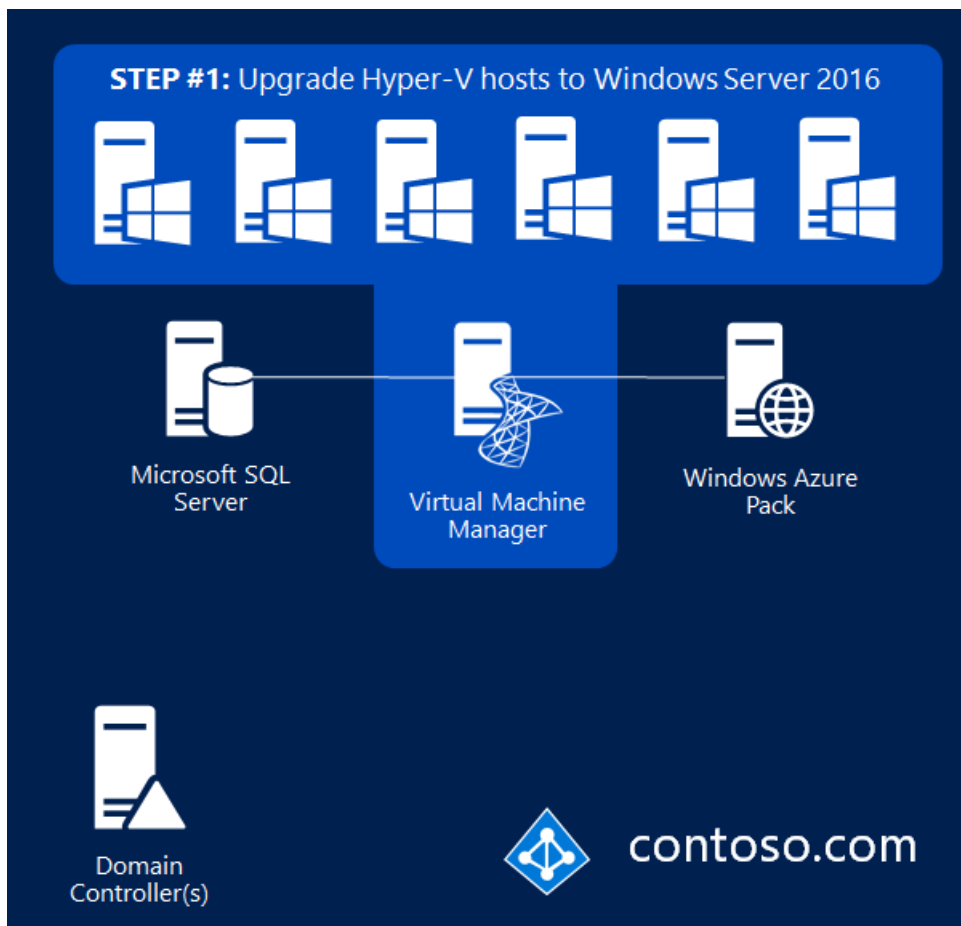 STEP #1: Upgrade Hyper-V hosts to Windows Server 2016
Microsoft SQL
Server
Virtual Machine
Manager
Windows Azure
Pack
Domain
Controller(s)
contoso.com